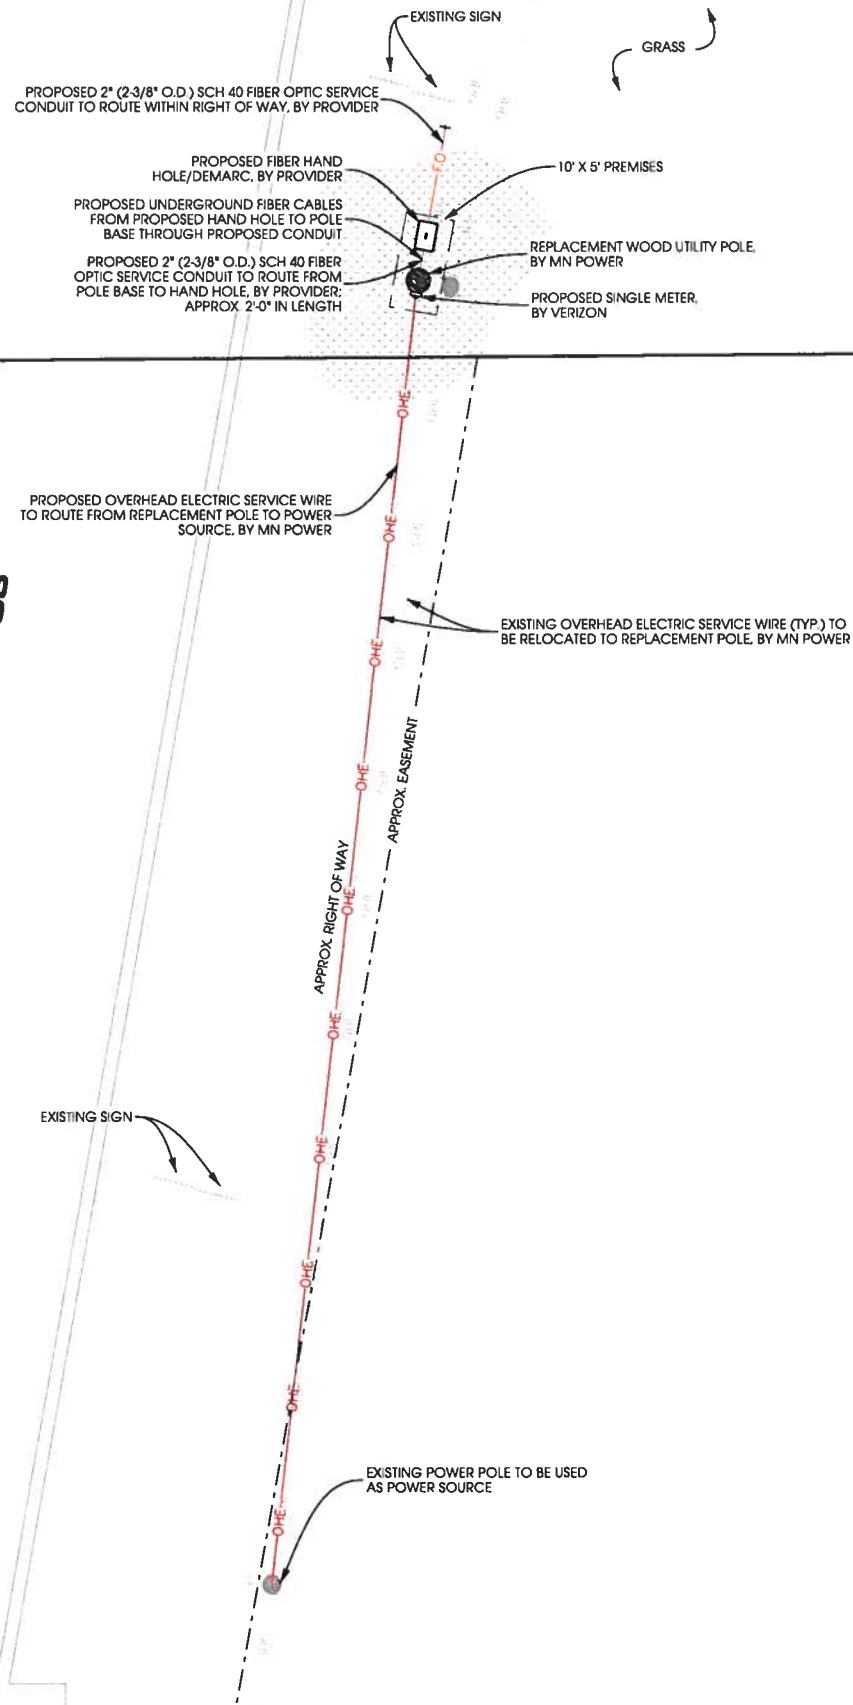 EXISTING SIGN
GRASS
PROPOSED 2" (2-3/8" O.D.) SCH 40 FIBER OPTIC SERVICE
CONDUIT TO ROUTE WITHIN RIGHT OF WAY, BY PROVIDER
F.O
PROPOSED FIBER HAND
HOLE/DEMARC, BY PROVIDER
10' X 5' PREMISES
PROPOSED UNDERGROUND FIBER CABLES
FROM PROPOSED HAND HOLE TO POLE
BASE THROUGH PROPOSED CONDUIT
REPLACEMENT WOOD UTILITY POLE,
BY MN POWER
PROPOSED 2" (2-3/8" O.D.) SCH 40 FIBER
OPTIC SERVICE CONDUIT TO ROUTE FROM
POLE BASE TO HAND HOLE, BY PROVIDER;
APPROX 2'-0" IN LENGTH
PROPOSED SINGLE METER,
BY VERIZON
OHE
PROPOSED OVERHEAD ELECTRIC SERVICE WIRE
TO ROUTE FROM REPLACEMENT POLE TO POWER
SOURCE, BY MN POWER
OHE
EXISTING OVERHEAD ELECTRIC SERVICE WIRE (TYP.) TO
BE RELOCATED TO REPLACEMENT POLE, BY MN POWER
OHE
OHE
APPROX. EASEMENT
APPROX. RIGHT OF WAY
OHE
OHE
EXISTING SIGN
OHE
OHE
OHE
EXISTING POWER POLE TO BE USED
AS POWER SOURCE
OHE